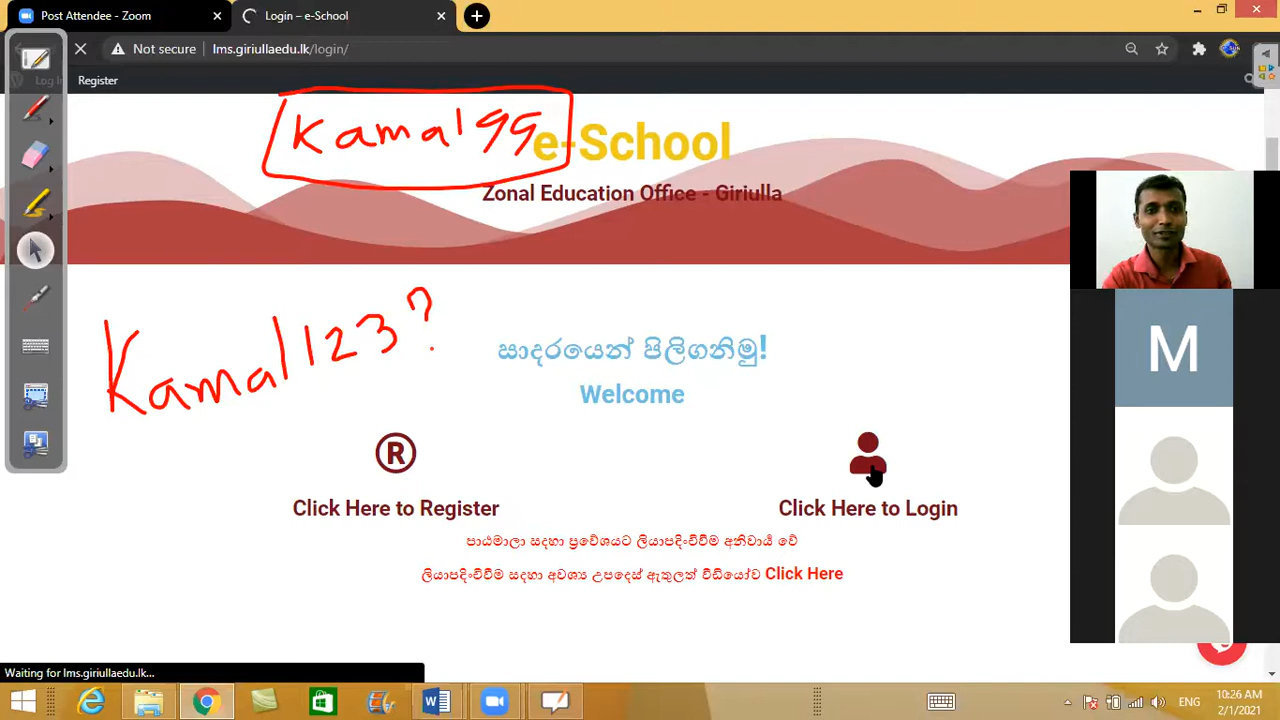 Post Attendee - Zoom
Login – e-School
Not secure
lms.giriullaedu.lk/login/
Log In
Register
Kamal99
e-School
Zonal Education Office - Giriulla
Kamal123?
සාදරයෙන් පිලිගනිමු!
Welcome
M
®
Click Here to Register
Click Here to Login
පාඨමාලා සඳහා ප්‍රවේශයට ලියාපදිංචිවීම අනිවාර්‍ය වේ
ලියාපදිංචිවීම සඳහා අවශ්‍ය උපදෙස් ඇතුලත් වීඩියෝව Click Here
Waiting for lms.giriullaedu.lk...
ENG
10:26 AM
2/1/2021